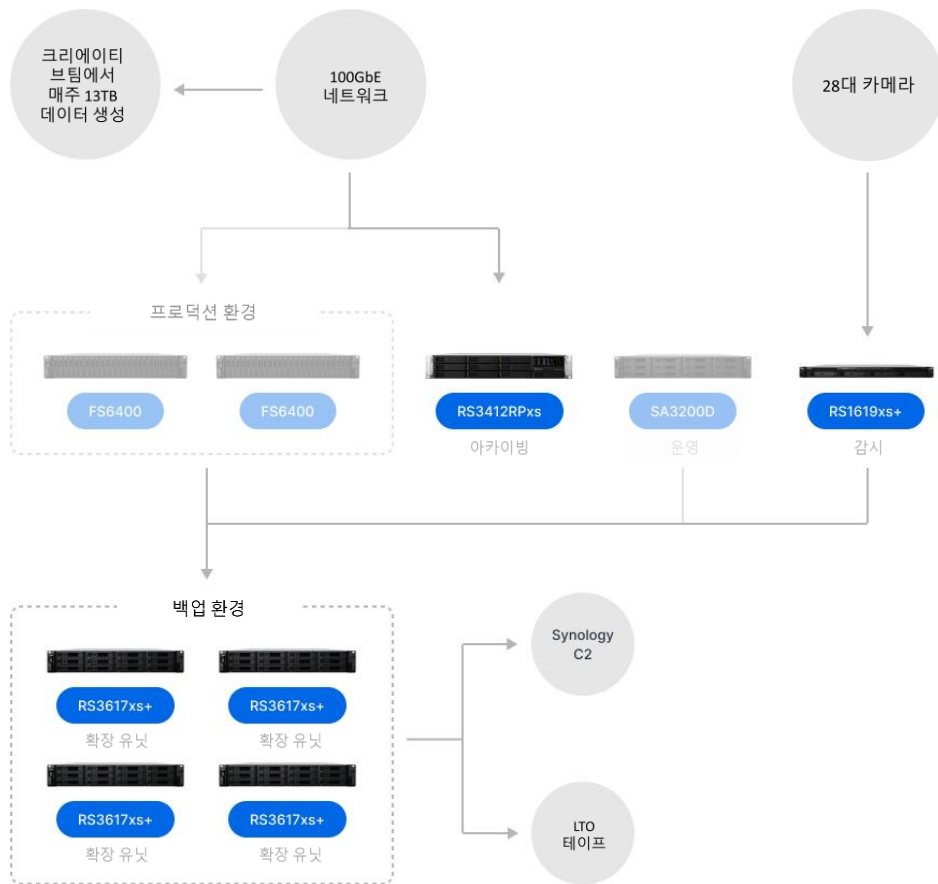 크리에이티
브팀에서
매주 13TB
데이터 생성
100GbE
네트워크
28대 카메라
프로덕션 환경
FS6400
FS6400
RS3412RPxs
아카이빙
SA3200D
운영
RS1619xs+
감시
백업 환경
RS3617xs+
확장 유닛
RS3617xs+
확장 유닛
RS3617xs+
확장 유닛
RS3617xs+
확장 유닛
Synology
C2
LTO
테이프